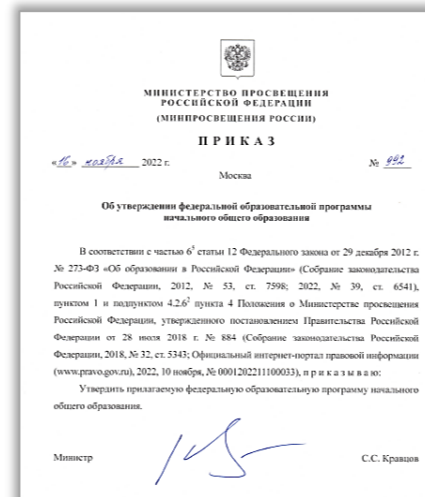 МИНИСТЕРСТВО ПРОСВЕЩЕНИЯ
РОССИЙСКОЙ ФЕДЕРАЦИИ
(МИНПРОСВЕЩЕНИЯ РОССИИ)
ПРИКАЗ
«16» ноября 2022 г. № 992
Москва
Об утверждении федеральной образовательной программы
начального общего образования
В соответствии с частью 6⁵ статьи 12 Федерального закона от 29 декабря 2012 г.
№ 273-ФЗ «Об образовании в Российской Федерации» (Собрание законодательства
Российской Федерации, 2012, № 53, ст. 7598; 2022, № 39, ст. 6541),
пунктом 1 и подпунктом 4.2.6² пункта 4 Положения о Министерстве просвещения
Российской Федерации, утвержденного постановлением Правительства Российской
Федерации от 28 июля 2018 г. № 884 (Собрание законодательства Российской
Федерации, 2018, № 32, ст. 5343; Официальный интернет-портал правовой информации
(www.pravo.gov.ru), 2022, 10 ноября, № 0001202211100033), приказываю:
Утвердить прилагаемую федеральную образовательную программу начального
общего образования.
Министр С.С. Кравцов